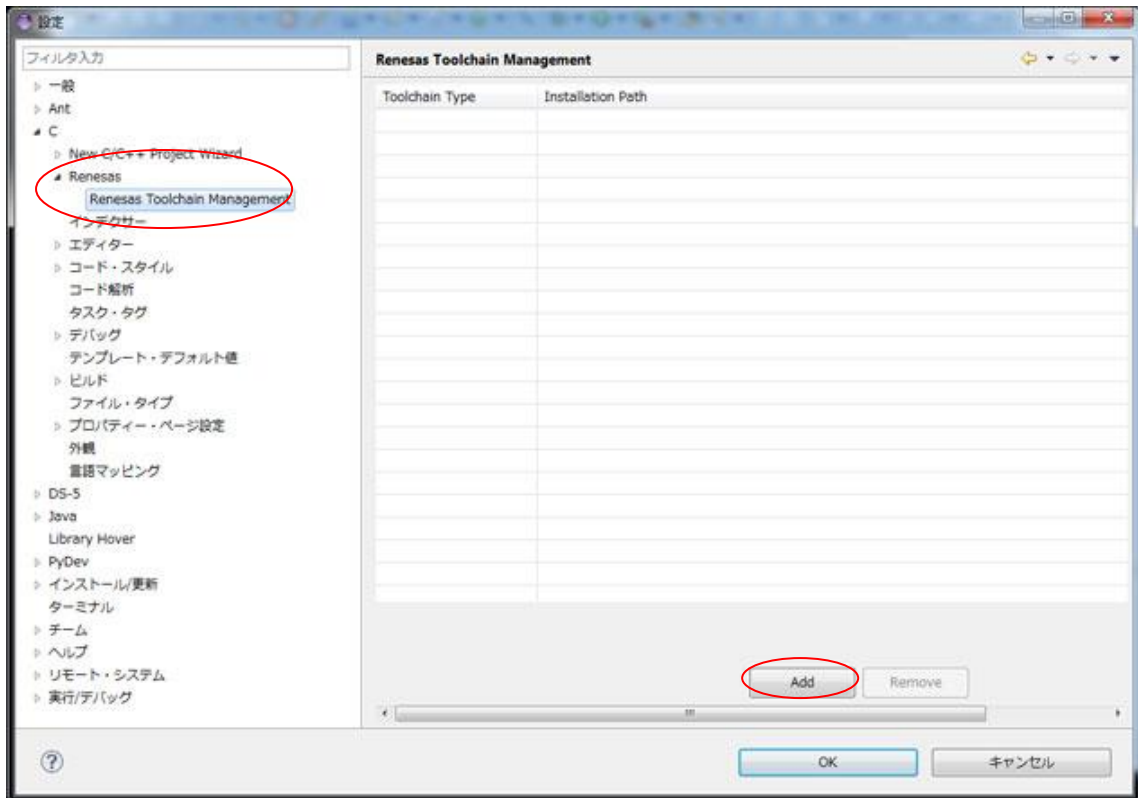 設定
フィルタ入力
一般
Ant
C
New C/C++ Project Wizard
Renesas
Renesas Toolchain Management
インデクサー
エディター
コード・スタイル
コード解析
タスク・タグ
デバッグ
テンプレート・デフォルト値
ビルド
ファイル・タイプ
プロパティー・ページ設定
外観
言語マッピング
DS-5
Java
Library Hover
PyDev
インストール/更新
ターミナル
チーム
ヘルプ
リモート・システム
実行/デバッグ
Renesas Toolchain Management
Toolchain Type Installation Path
Add Remove
OK キャンセル